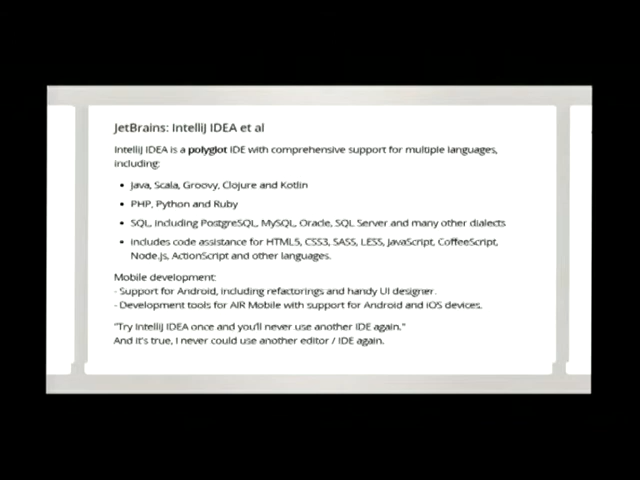 JetBrains: IntelliJ IDEA et al
IntelliJ IDEA is a polyglot IDE with comprehensive support for multiple languages,
including:
• Java, Scala, Groovy, Clojure and Kotlin
• PHP, Python and Ruby
• SQL, including PostgreSQL, MySQL, Oracle, SQL Server and many other dialects
• includes code assistance for HTML5, CSS3, SASS, LESS, JavaScript, CoffeeScript,
Node.js, ActionScript and other languages.
Mobile development:
- Support for Android, including refactorings and handy UI designer.
- Development tools for AIR Mobile with support for Android and iOS devices.
"Try IntelliJ IDEA once and you'll never use another IDE again."
And it's true, I never could use another editor / IDE again.